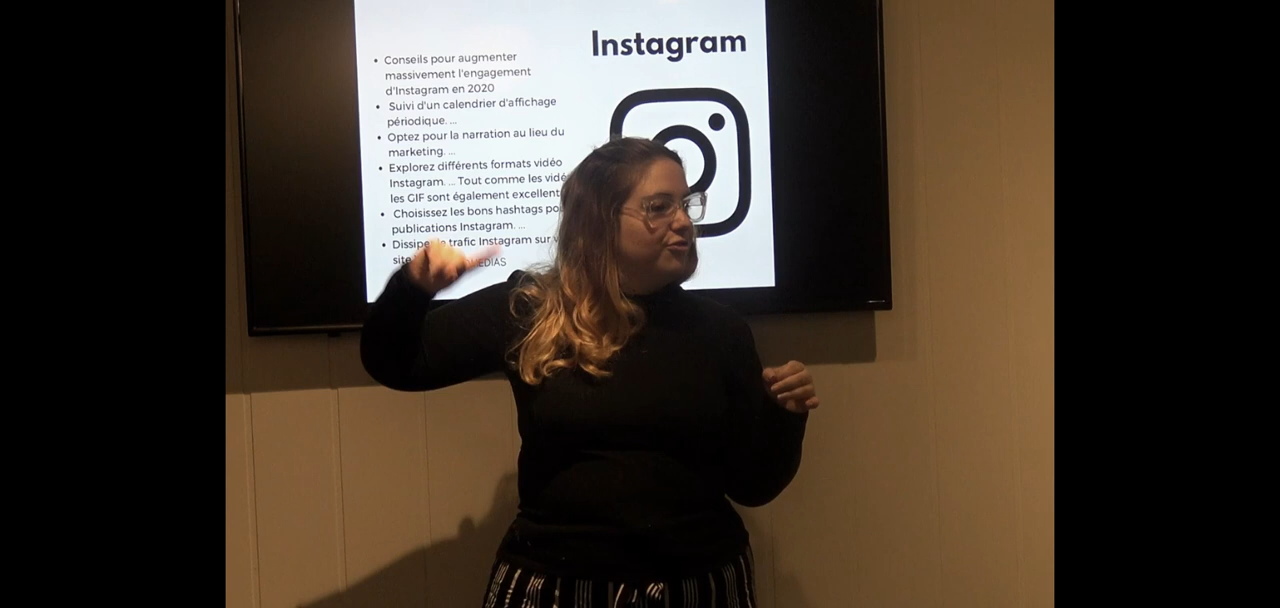 Instagram
• Conseils pour augmenter
massivement l'engagement
d'Instagram en 2020
• Suivi d'un calendrier d'affichage
périodique. ...
• Optez pour la narration au lieu du
marketing. ...
• Explorez différents formats vidéo
Instagram. ... Tout comme les
les GIF sont également excellent
• Choisissez les bons hashtags
publications Instagram. ...
• trafic Instagram sur
site